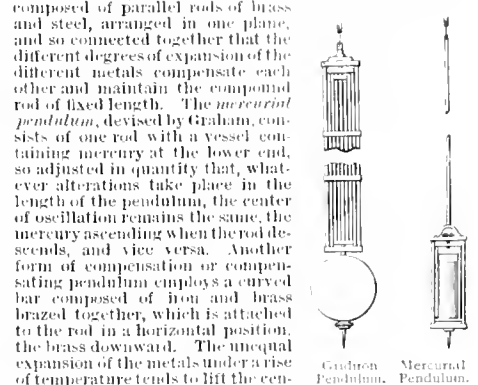 composed of parallel rods of brass
and steel, arranged in one plane,
and so connected together that the
different degrees of expansion of the
different metals compensate each
other and maintain the compound
rod of fixed length. The mercurial
pendulum, devised by Graham, con-
sists of one rod with a vessel con-
taining mercury at the lower end,
so adjusted in quantity that, what-
ever alterations take place in the
length of the pendulum, the center
of oscillation remains the same, the
mercury ascending when the rod de-
scends, and vice versa. Another
form of compensation or compen-
sating pendulum employs a curved
bar composed of iron and brass
brazed together, which is attached
to the rod in a horizontal position,
the brass downward. The unequal
expansion of the metals under a rise
of temperature tends to lift the cen-
Gridiron
Pendulum.
Mercurial
Pendulum.